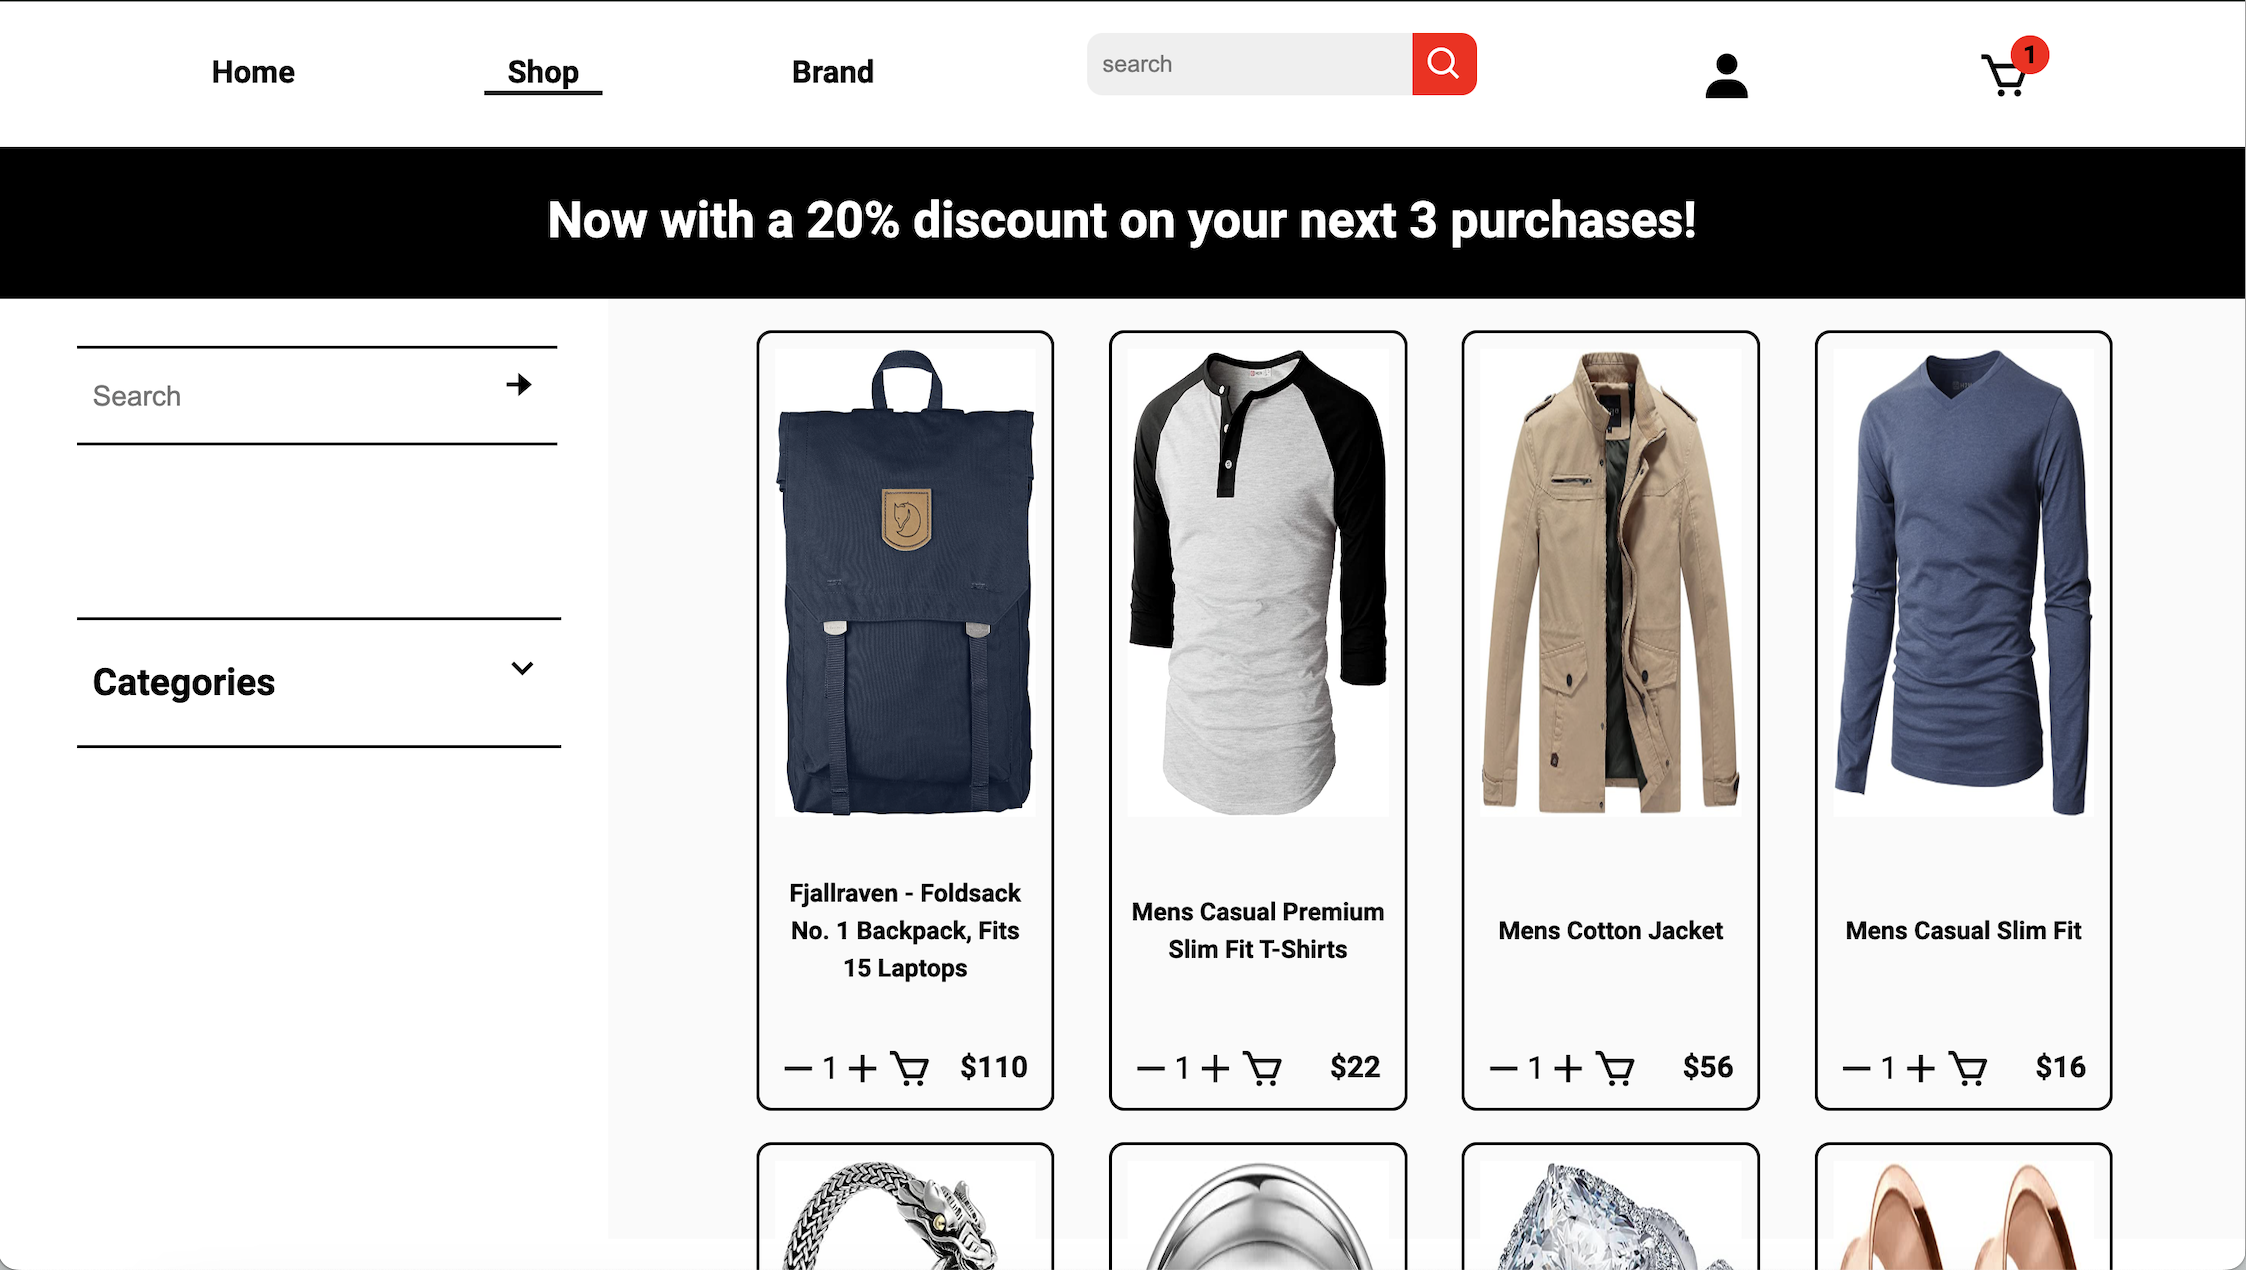 Home
Shop
Brand
search
1
Now with a 20% discount on your next 3 purchases!
Search
Categories
Fjallraven - Foldsack
No. 1 Backpack, Fits
15 Laptops
1
$110
Mens Casual Premium
Slim Fit T-Shirts
1
$22
Mens Cotton Jacket
1
$56
Mens Casual Slim Fit
1
$16